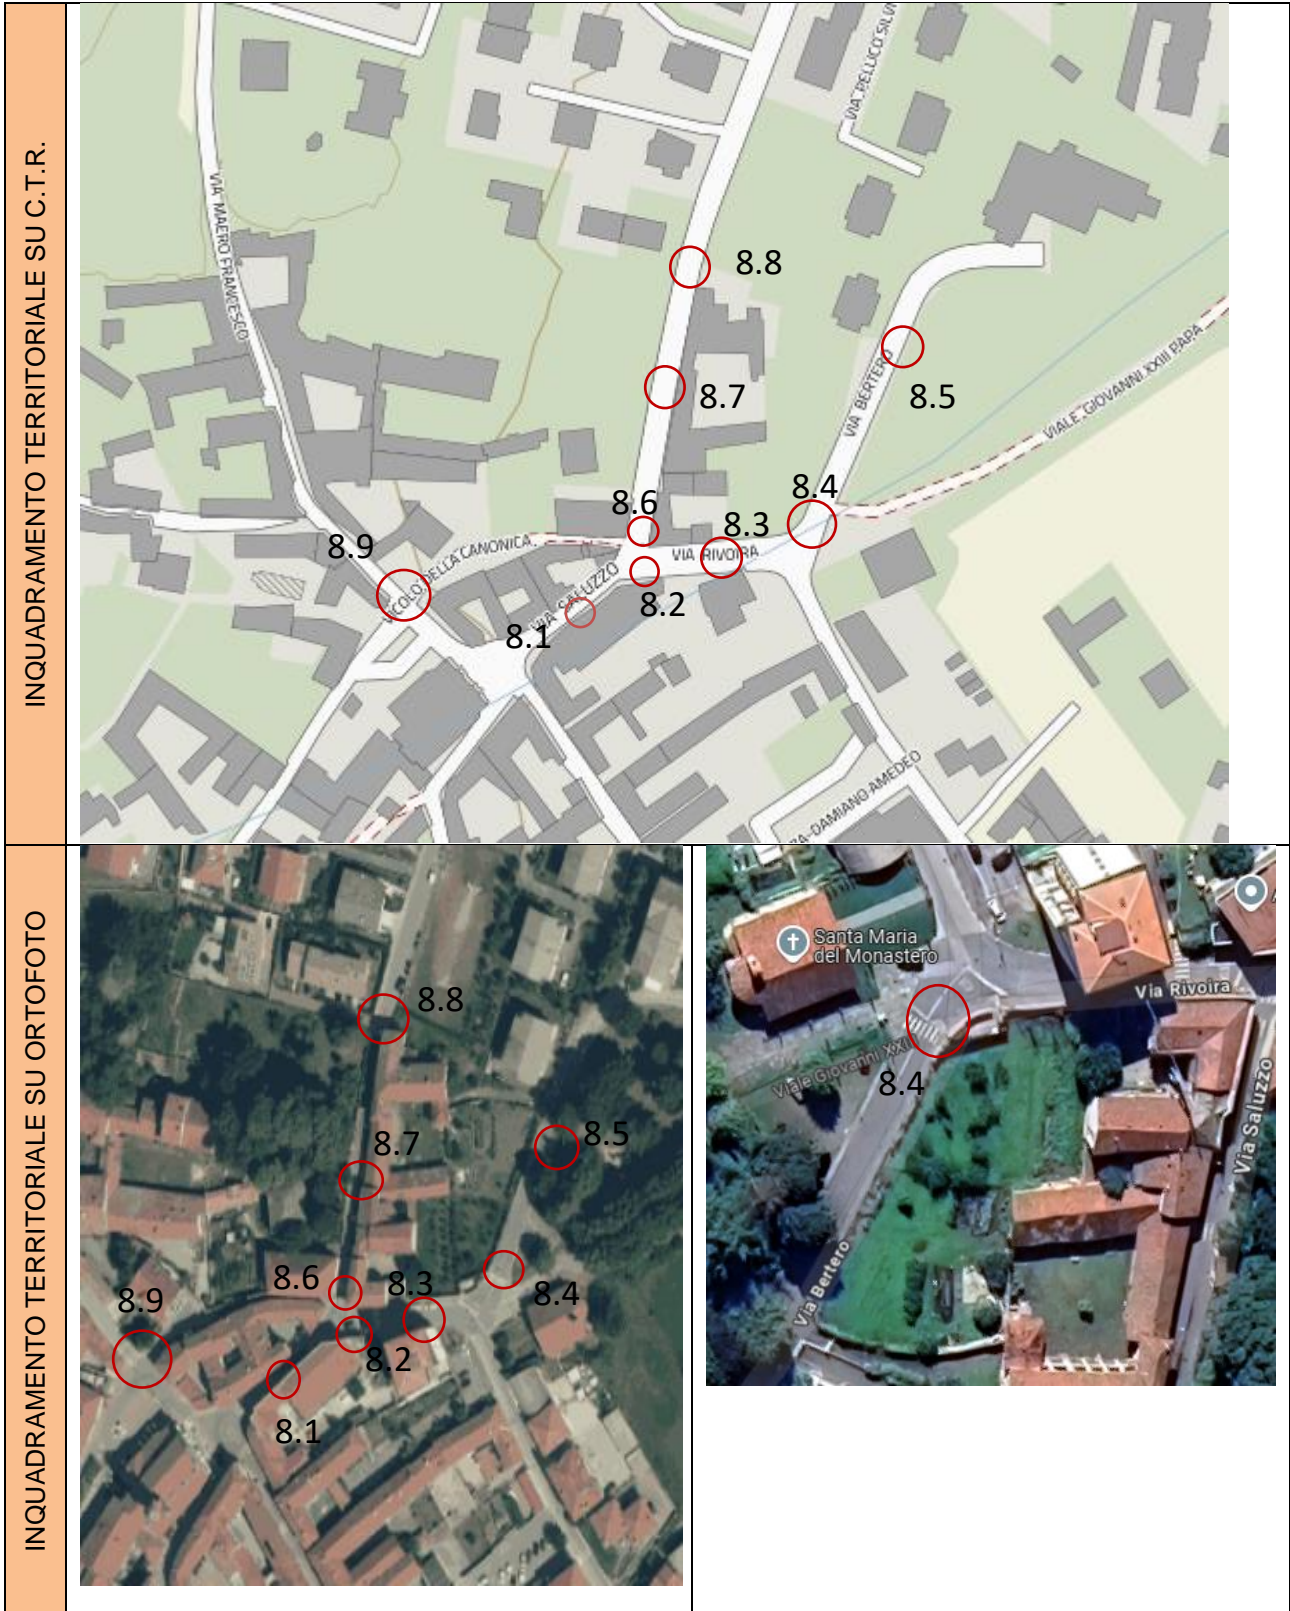 INQUADRAMENTO TERRITORIALE SU C.T.R.
VIA PELLICO SILVI
VIA MAERO FRANCESCO
8.8
8.7
VIA BERTERO
8.5
VIALE GIOVANNI XXIII PAPA
8.6
8.4
8.3
8.9
VICOLO DELLA CANONICA
VIA RIVOIRA
VIA SALUZZO
8.2
8.1
DAMIANO AMEDEO
INQUADRAMENTO TERRITORIALE SU ORTOFOTO
8.8
8.7
8.5
8.6
8.3
8.4
8.9
8.2
8.1
Santa Maria
del Monastero
Via Rivoira
Viale Giovanni XXI
8.4
Via Saluzzo
Via Bertero